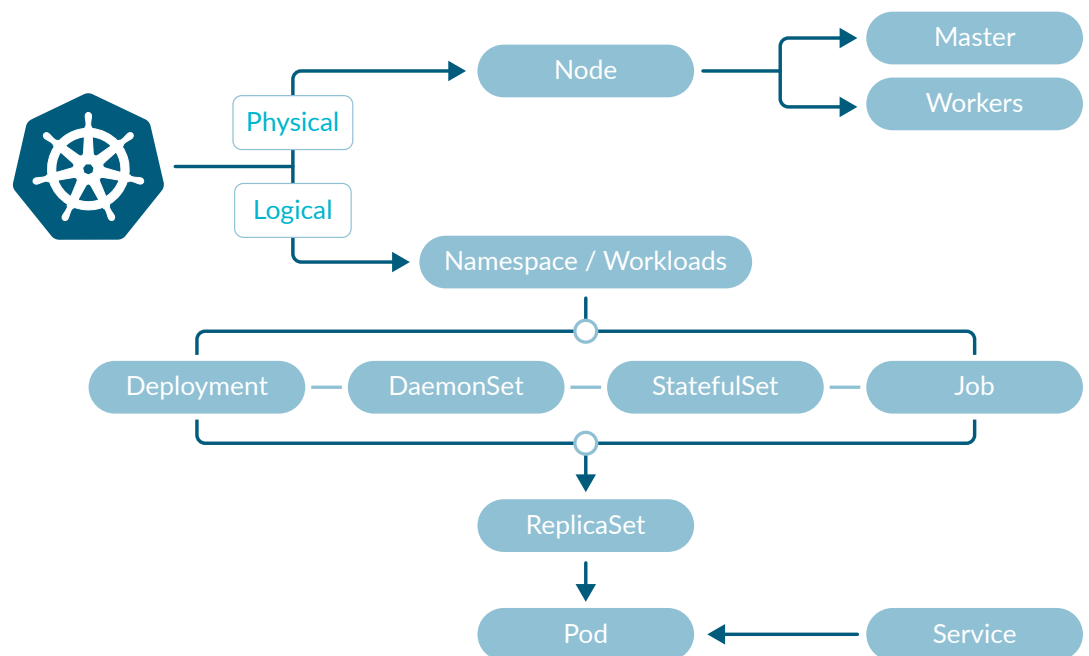 Master
Node
Workers
Physical
Logical
Namespace / Workloads
Deployment
DaemonSet
StatefulSet
Job
ReplicaSet
Pod
Service